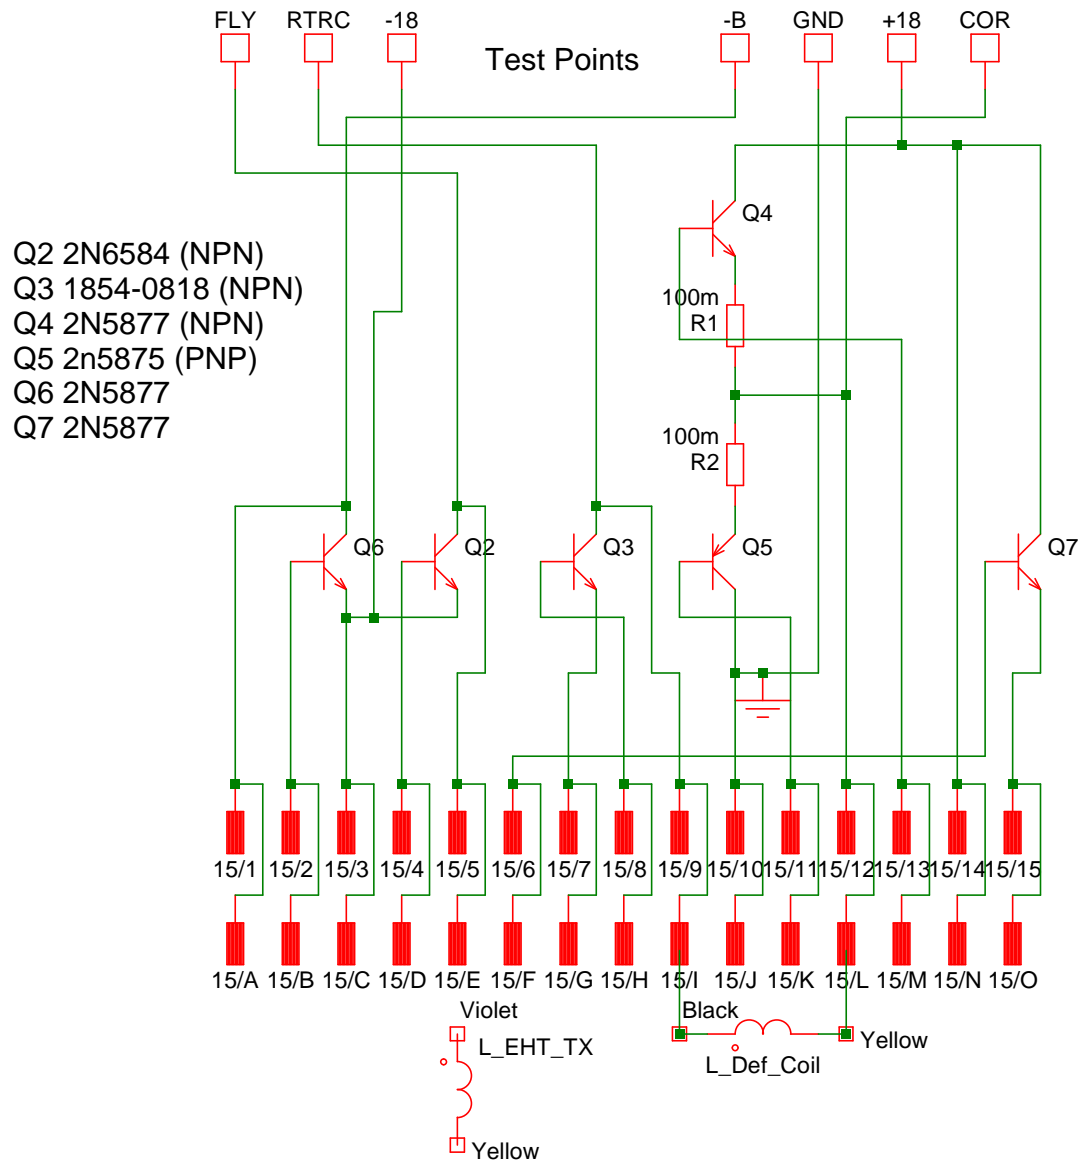 FLY RTRC -18 -B GND +18 COR
Test Points
Q4
Q2 2N6584 (NPN)
Q3 1854-0818 (NPN)
Q4 2N5877 (NPN)
Q5 2n5875 (PNP)
Q6 2N5877
Q7 2N5877
100m
R1
100m
R2
Q6 Q2 Q3 Q5 Q7
15/1 15/2 15/3 15/4 15/5 15/6 15/7 15/8 15/9 15/10 15/11 15/12 15/13 15/14 15/15
15/A 15/B 15/C 15/D 15/E 15/F 15/G 15/H 15/I 15/J 15/K 15/L 15/M 15/N 15/O
Violet Black
L_EHT_TX Yellow
L_Def_Coil
Yellow